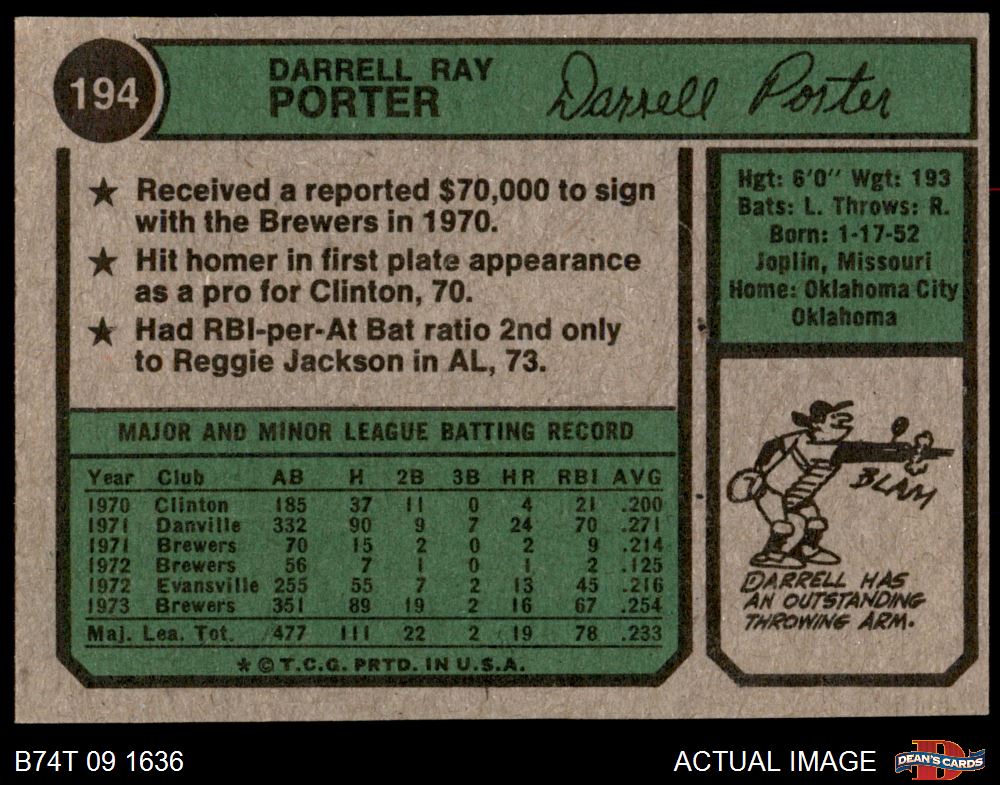 194
DARRELL RAY
PORTER
Darrell Porter
★ Received a reported $70,000 to sign
with the Brewers in 1970.
★ Hit homer in first plate appearance
as a pro for Clinton, 70.
★ Had RBI-per-At Bat ratio 2nd only
to Reggie Jackson in AL, 73.
Hgt: 6'0" Wgt: 193
Bats: L. Throws: R.
Born: 1-17-52
Joplin, Missouri
Home: Oklahoma City
Oklahoma
MAJOR AND MINOR LEAGUE BATTING RECORD
Year Club AB H 2B 3B HR RBI AVG
1970 Clinton 185 37 11 0 4 21 .200
1971 Danville 332 90 9 7 24 70 .271
1971 Brewers 70 15 2 0 2 9 .214
1972 Brewers 56 7 1 0 1 2 .125
1972 Evansville 255 55 7 2 13 45 .216
1973 Brewers 351 89 19 2 16 67 .254
Maj. Lea. Tot. 477 111 22 2 19 78 .233
* © T.C.G. PRTD. IN U.S.A.
BLAM
DARRELL HAS
AN OUTSTANDING
THROWING ARM.
B74T 09 1636
ACTUAL IMAGE
D
DEAN'S CARDS